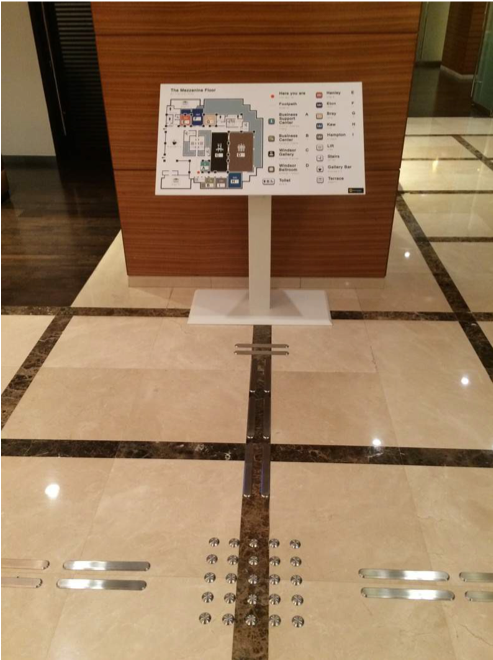 The Mezzanine Floor
Here you are
Footpath
Business
Support
Center
Business
Center
Windsor
Gallery
Windsor
Ballroom
Toilet
B
C
D
Henley E
Eton F
Bray G
Kew H
Hampton I
Lift
Stairs
Gallery Bar
Terrace